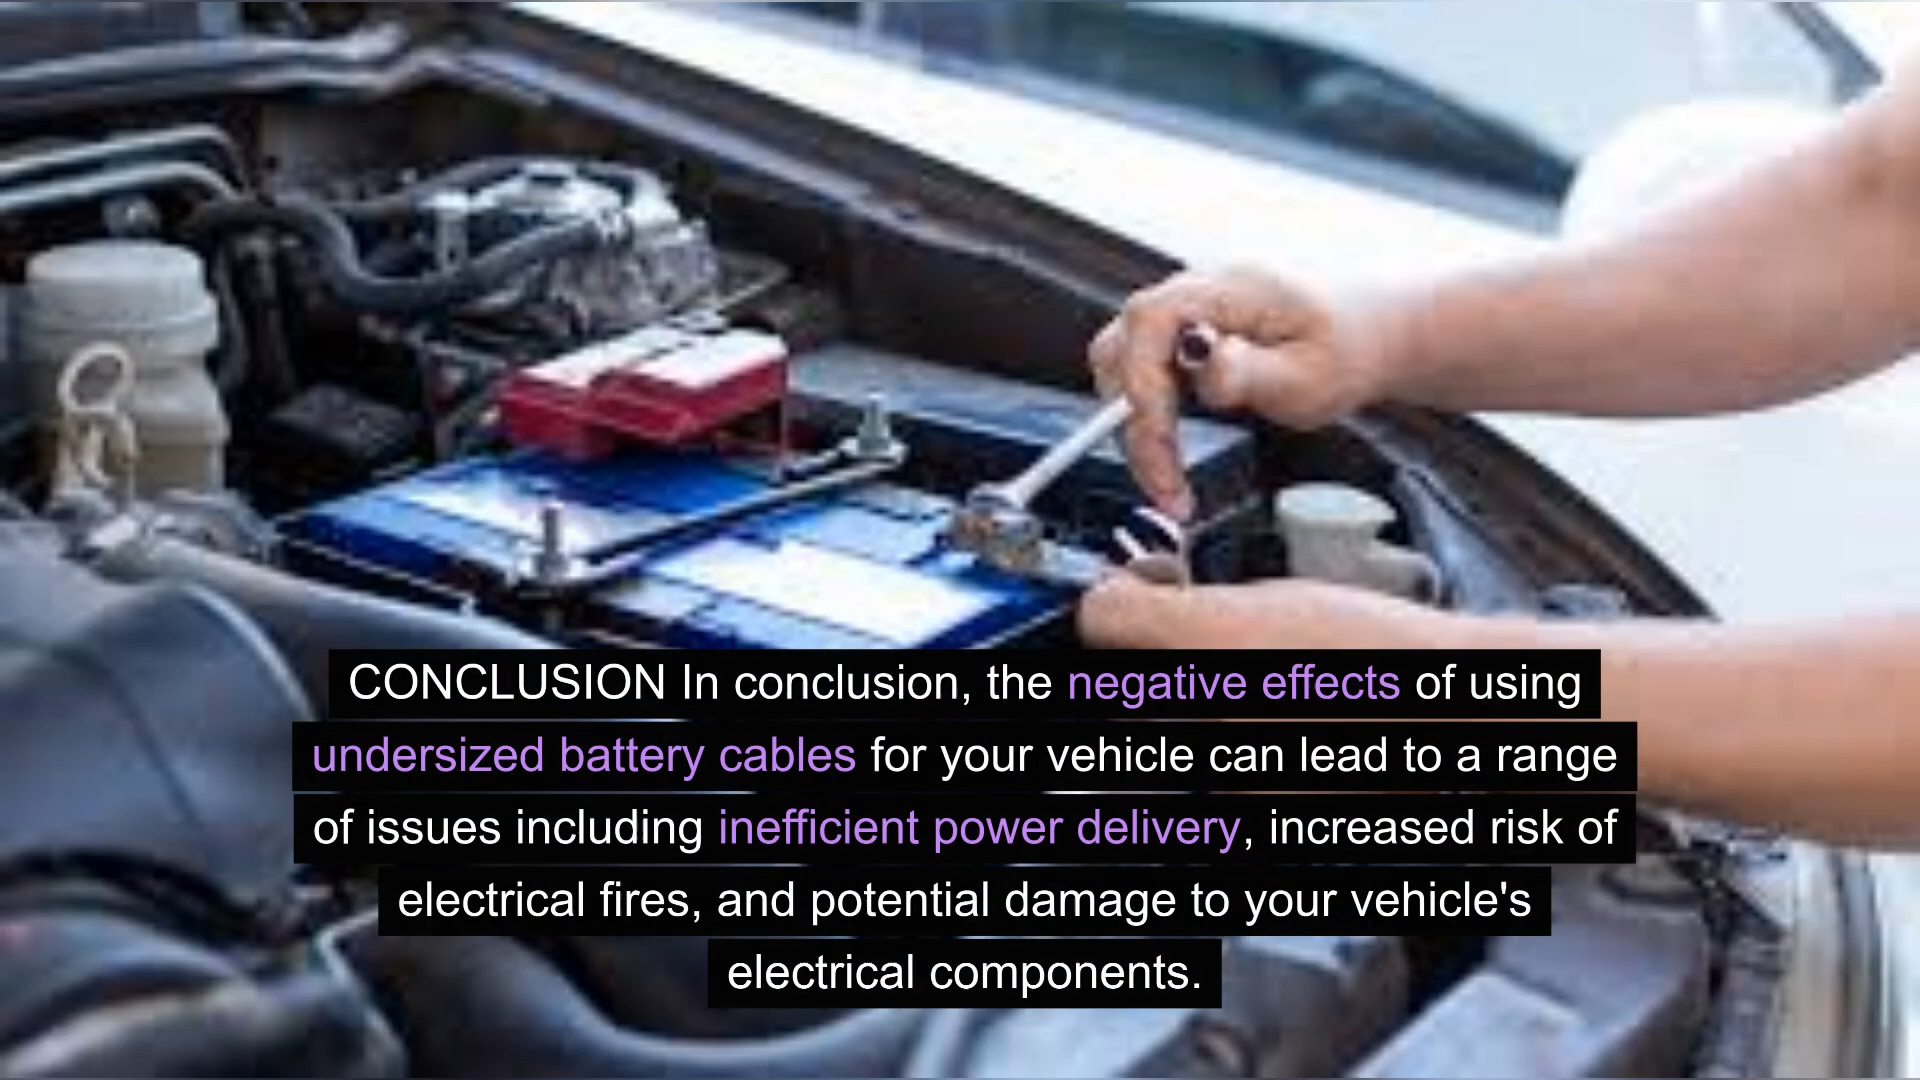 CONCLUSION In conclusion, the negative effects of using
undersized battery cables for your vehicle can lead to a range
of issues including inefficient power delivery, increased risk of
electrical fires, and potential damage to your vehicle's
electrical components.